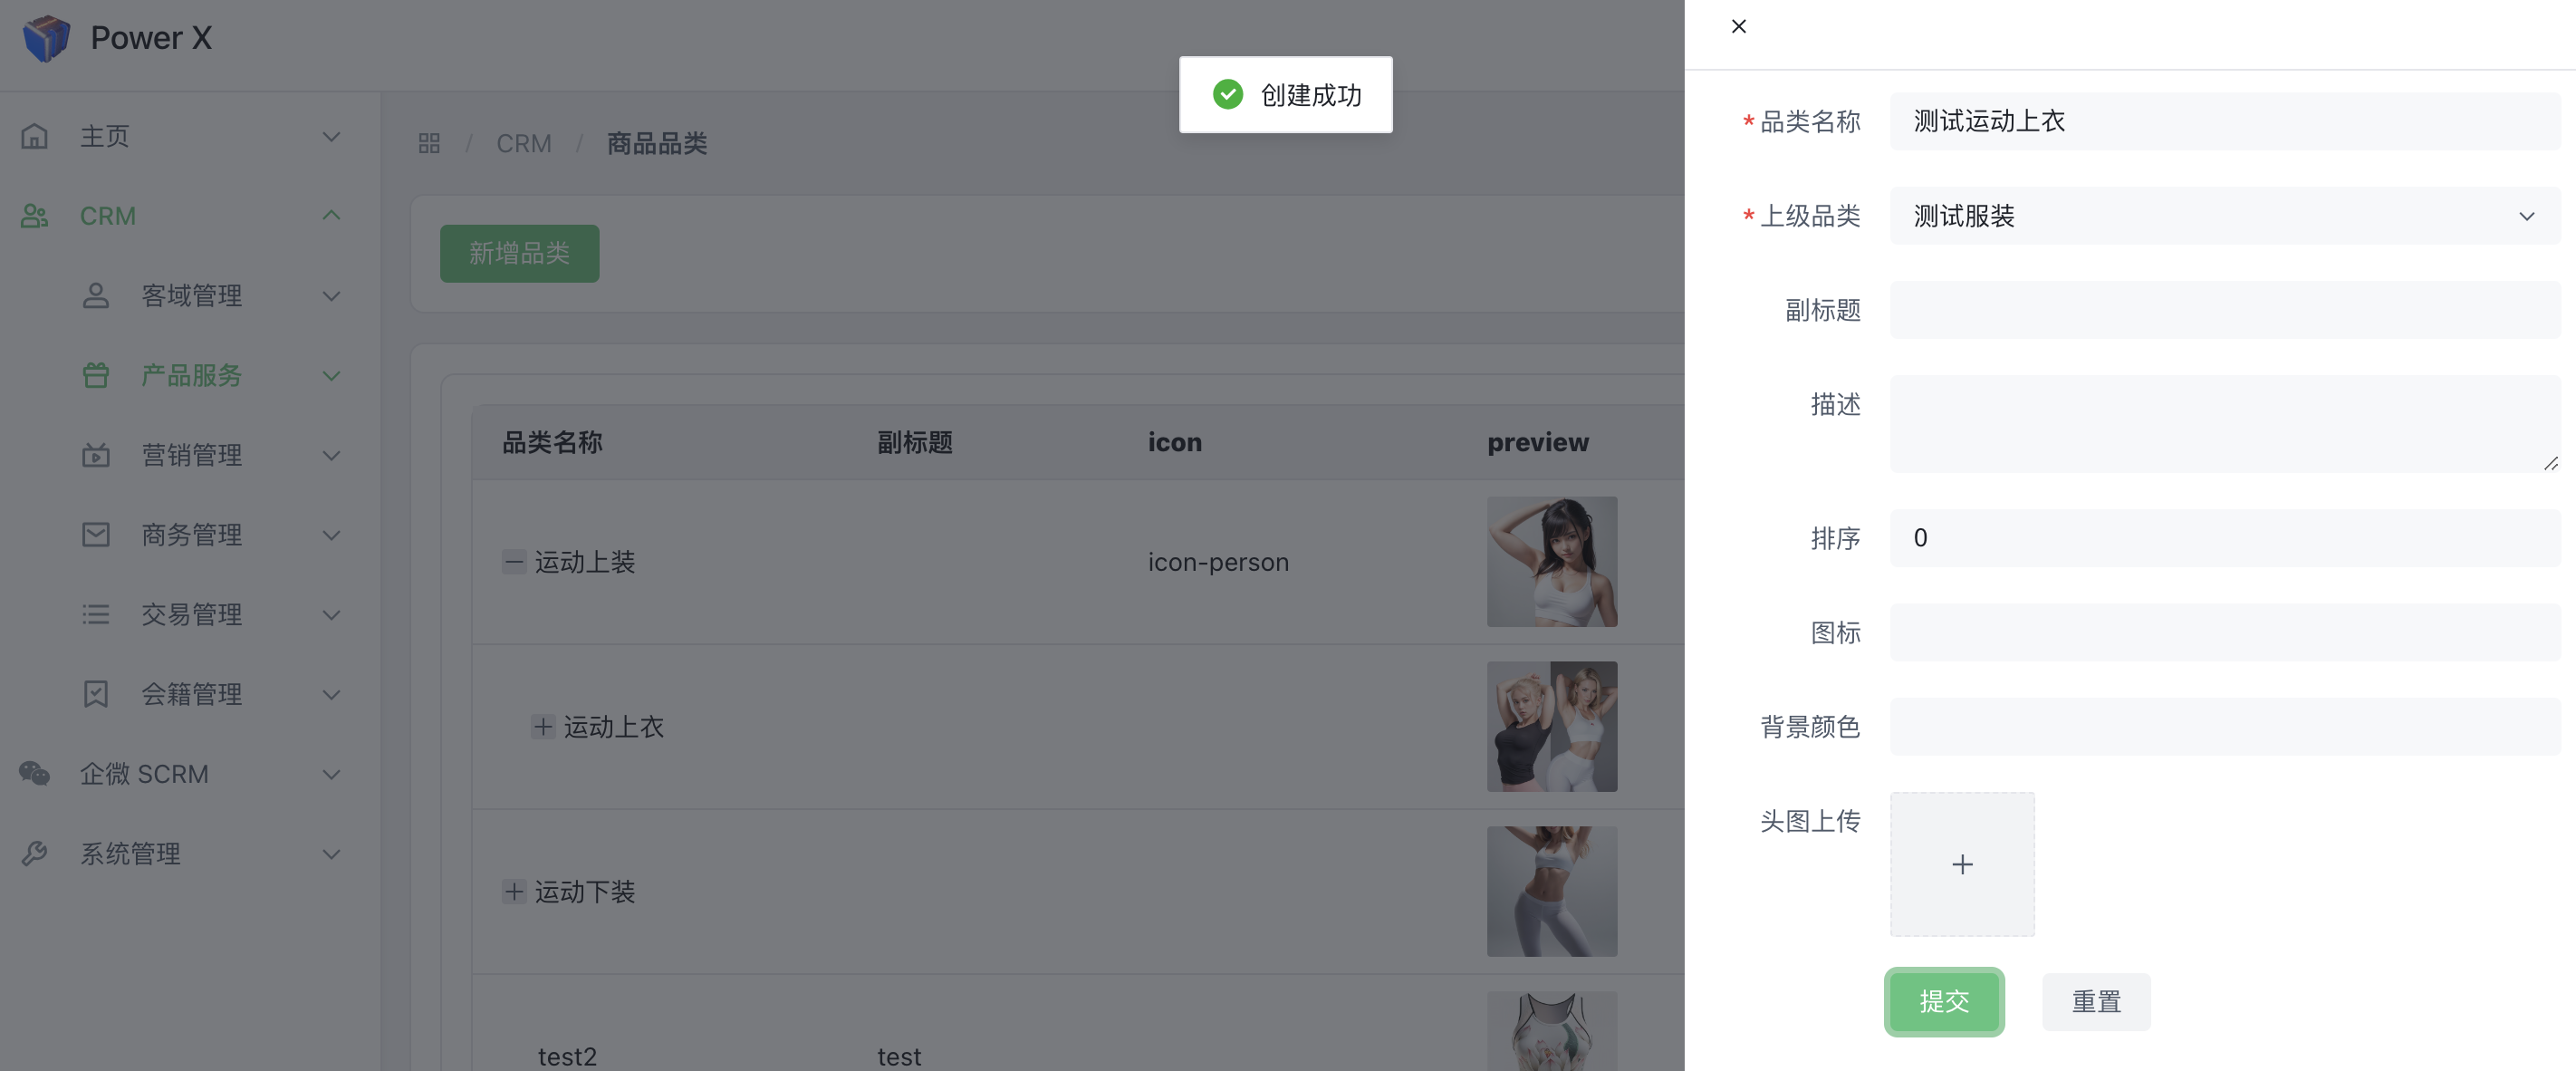 Power X
主页
CRM
客域管理
产品服务
营销管理
商务管理
交易管理
会籍管理
企微 SCRM
系统管理
/ CRM / 商品品类
创建成功
新增品类
品类名称 副标题 icon preview
运动上装 icon-person
运动上衣
运动下装
test2 test
* 品类名称 测试运动上衣
* 上级品类 测试服装
副标题
描述
排序 0
图标
背景颜色
头图上传
提交 重置